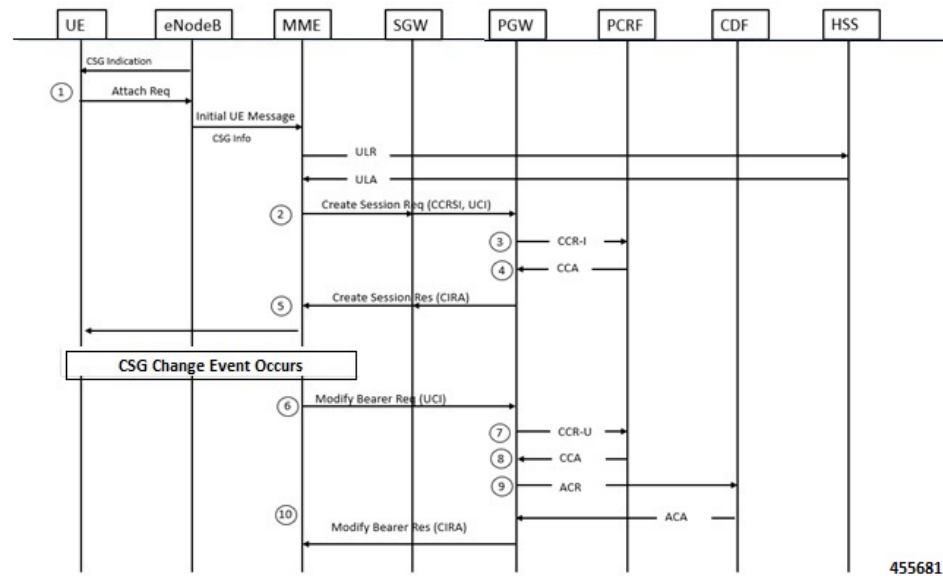 UE eNodeB MME SGW PGW PCRF CDF HSS
CSG Indication
1 Attach Req
Initial UE Message
CSG Info
ULR
ULA
2 Create Session Req (CCRSI, UCI)
3 CCR-I
4 CCA
5 Create Session Res (CIRA)
CSG Change Event Occurs
6 Modify Bearer Req (UCI)
7 CCR-U
8 CCA
9 ACR
10 ACA
Modify Bearer Res (CIRA)
455681